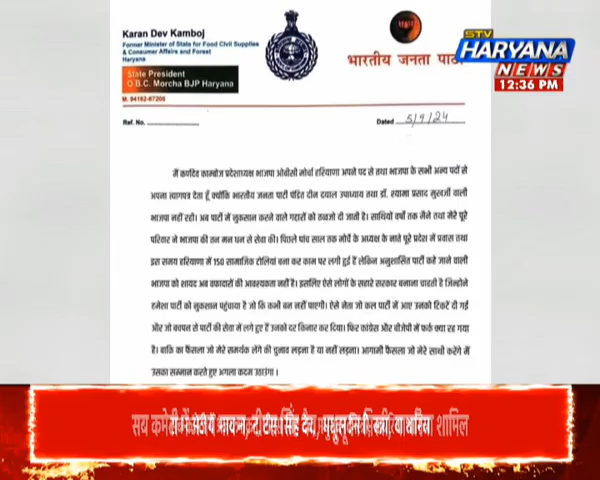 Karan Dev Kamboj
Former Minister of State for Food Civil Supplies
& Consumer Affairs and Forest
Haryana
State President
O.B.C. Morcha BJP Haryana
M. 94162-67266
भारतीय जनता पार्टी
STV
HARYANA
NEWS
12:36 PM
Ref. No.
Dated 5/9/24
मैं कर्णदेव काम्बोज प्रदेशाध्यक्ष भाजपा ओबीसी मोर्चा हरियाणा अपने पद से तथा भाजपा के सभी अन्य पदों से
अपना त्यागपत्र देता हूँ क्योंकि भारतीय जनता पार्टी पंडित दीन दयाल उपाध्याय तथा डॉ. श्यामा प्रसाद मुखर्जी वाली
भाजपा नहीं रही। अब पार्टी में नुकसान करने वाले गद्दारों को तव्वजो दी जाती है। साथियों वर्षों तक मैंने तथा मेरे पूरे
परिवार ने भाजपा की तन मन धन से सेवा की। पिछले पांच साल तक मोर्चे के अध्यक्ष के नाते पूरे प्रदेश में प्रवास तथा
इस समय हरियाणा में 150 सामाजिक टोलियां बना कर काम पर लगी हुई हैं लेकिन अनुशासित पार्टी कहे जाने वाली
भाजपा को शायद अब वफादारों की आवश्यकता नहीं है। इसलिए ऐसे लोगों के सहारे सरकार बनाना चाहती है जिन्होंने
हमेशा पार्टी को नुकशान पहुंचाया है जो कि कभी बन नहीं पाएगी। ऐसे नेता जो कल पार्टी में आए उनको टिकटें दी गई
और जो बचपन से पार्टी की सेवा में लगे हुए हैं उनको दर किनार कर दिया। फिर कांग्रेस और बीजेपी में फर्क क्या रह गया
है। बाकि का फैसला जो मेरे समर्थक लेंगे की चुनाव लड़ना है या नहीं लड़ना। आगामी फैसला जो मेरे साथी करेंगे में
उसका सम्मान करते हुए अगला कदम उठाउंगा।